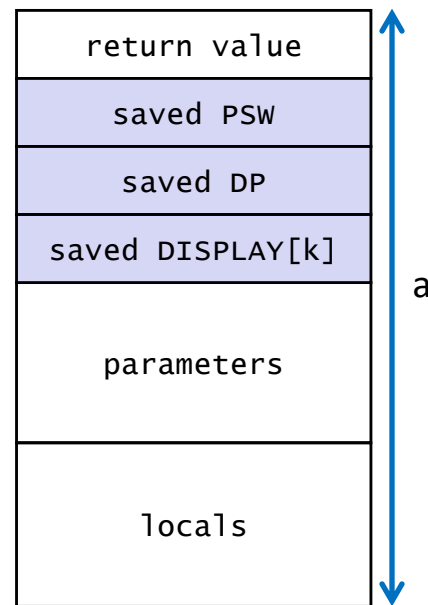 return value
saved PSW
saved DP
saved DISPLAY[k]
parameters
locals